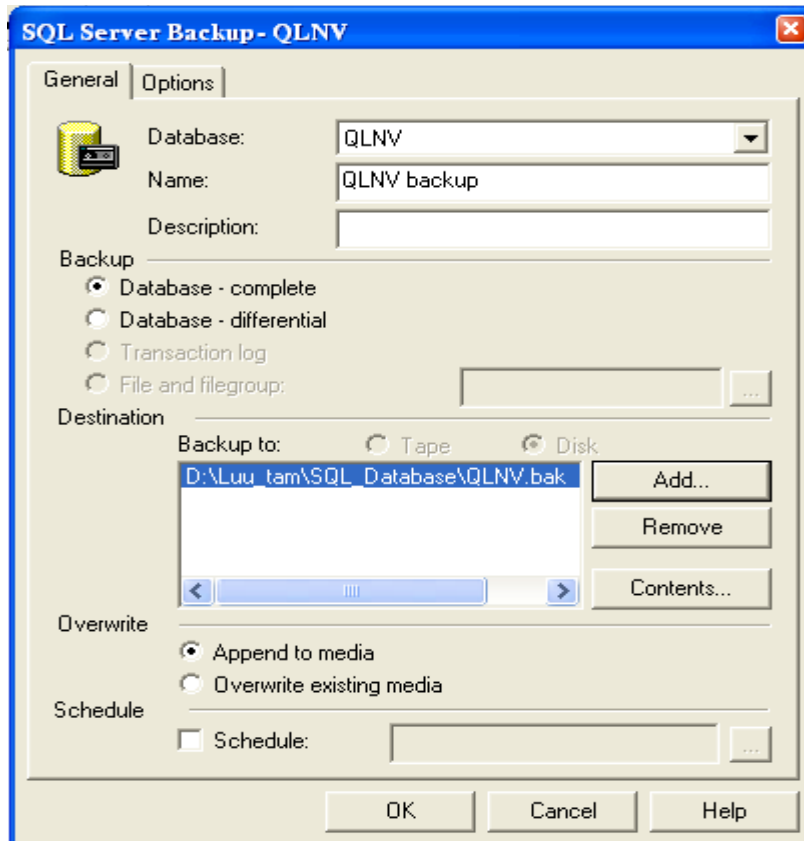 SQL Server Backup - QLNV
General Options
Database: QLNV
Name: QLNV backup
Description:
Backup
Database - complete
Database - differential
Transaction log
File and filegroup: ...
Destination
Backup to: Tape Disk
D:\Luu_tam\SQL_Database\QLNV.bak Add...
Remove
Contents...
Overwrite
Append to media
Overwrite existing media
Schedule
Schedule: ...
OK Cancel Help